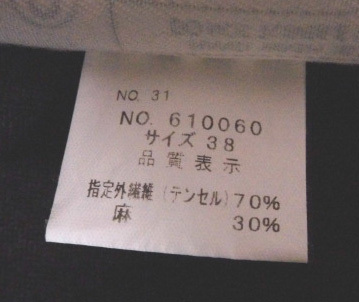 NO. 31
NO. 610060
サイズ 38
品質表示
指定外繊維 (テンセル) 70%
麻 30%